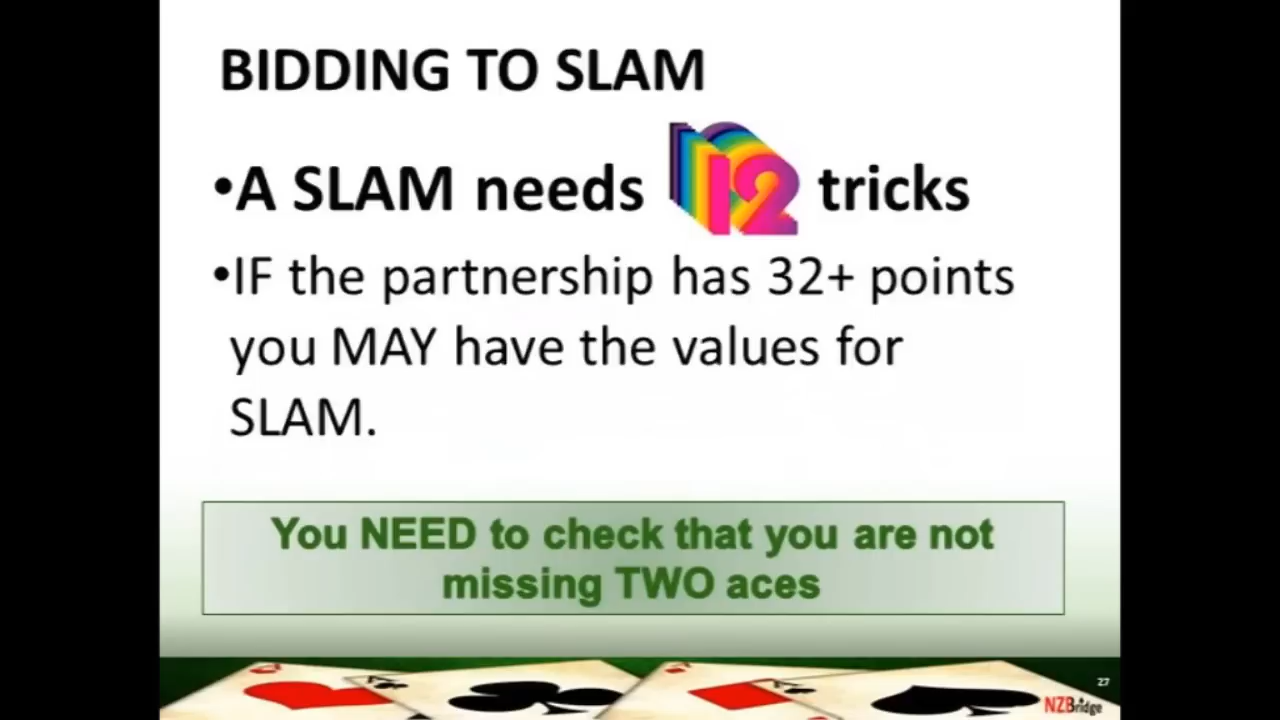 BIDDING TO SLAM
•A SLAM needs 12 tricks
•IF the partnership has 32+ points
you MAY have the values for
SLAM.
You NEED to check that you are not
missing TWO aces
27
NZBridge